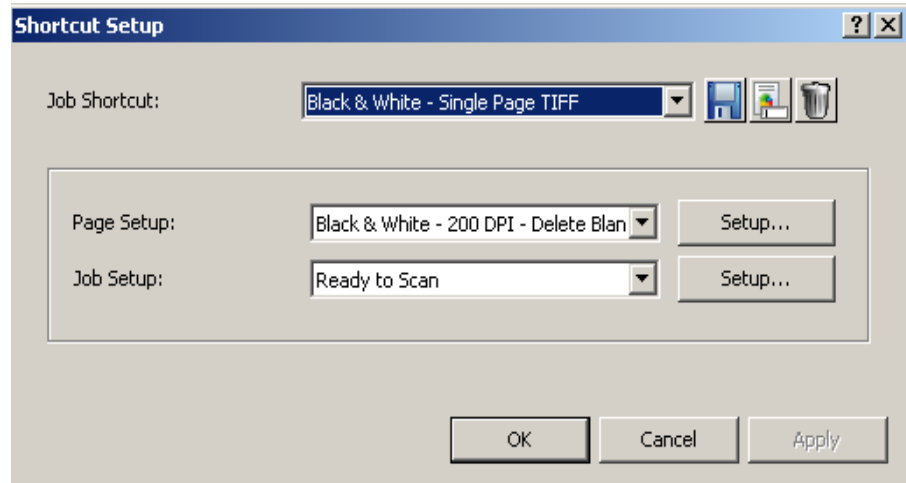 Shortcut Setup
Job Shortcut: Black & White - Single Page TIFF
Page Setup: Black & White - 200 DPI - Delete Blan Setup...
Job Setup: Ready to Scan Setup...
OK Cancel Apply